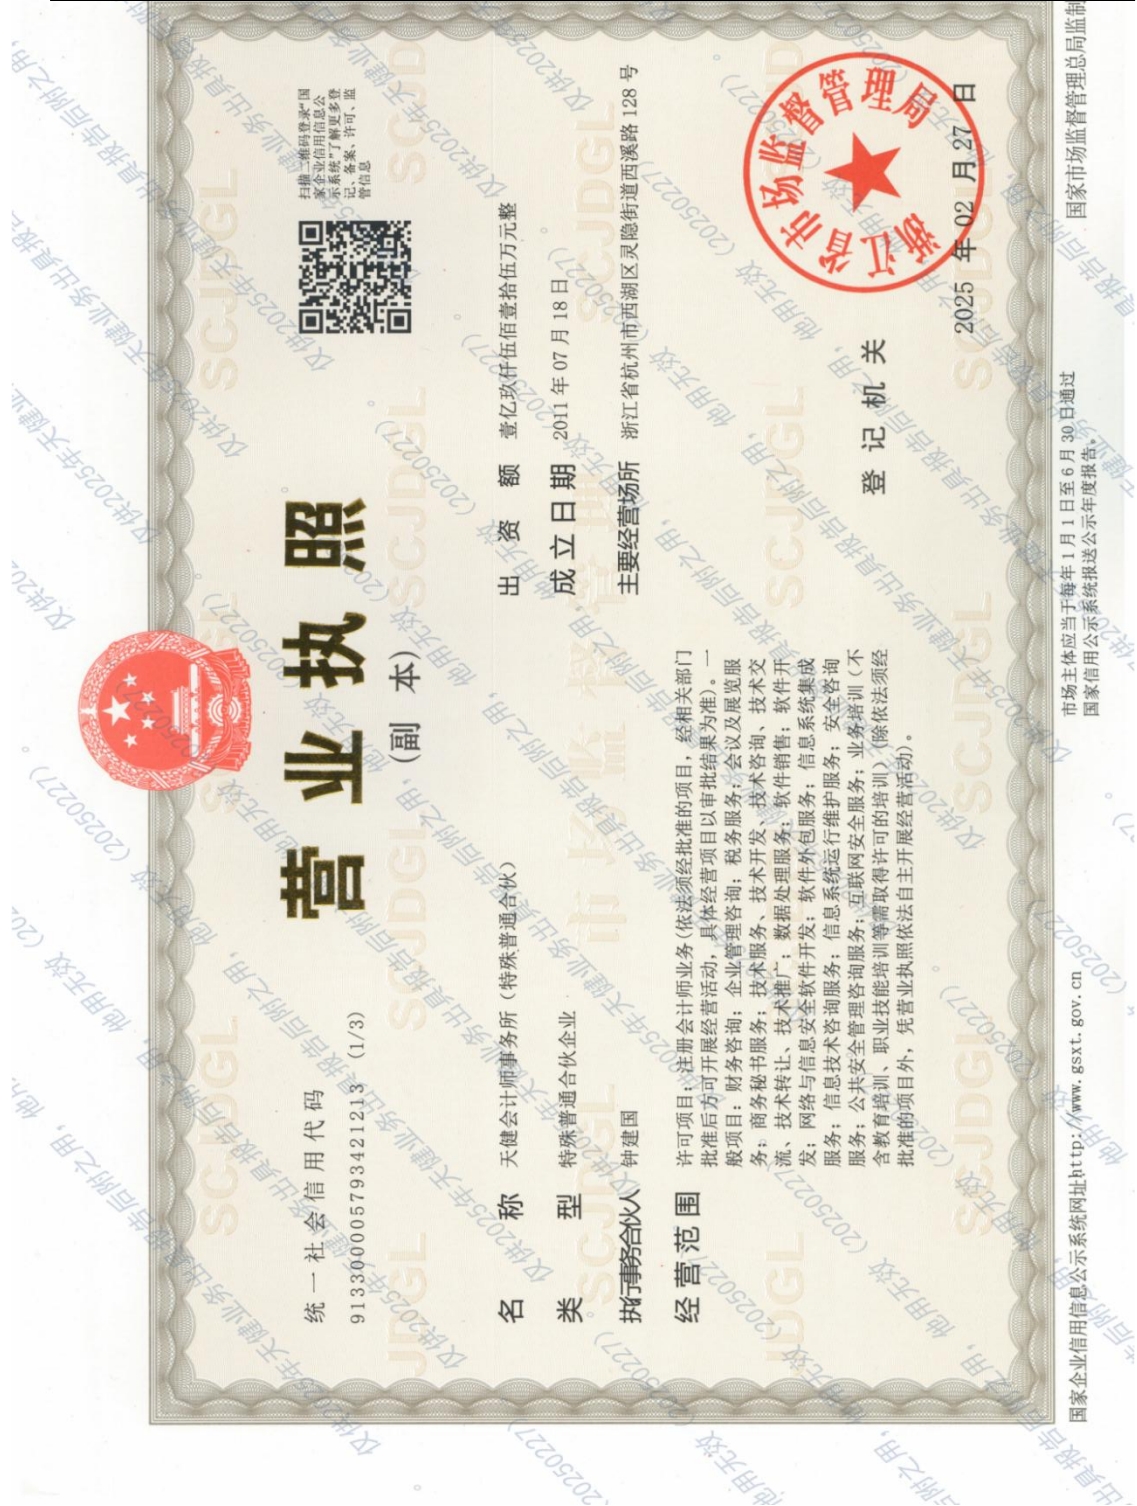 营业执照
(副 本)
统一社会信用代码
913300005793421213 (1/3)
扫描二维码登录“国
家企业信用信息公
示系统”了解更多登
记、备案、许可、监
管信息
名 称 天健会计师事务所(特殊普通合伙)
类 型 特殊普通合伙企业
执行事务合伙人 钟建国
经营范围 许可项目:注册会计师业务(依法须经批准的项目,经相关部门
批准后方可开展经营活动,具体经营项目以审批结果为准)。一
般项目:财务咨询;企业管理咨询;税务服务;会议及展览服
务;商务秘书服务;技术服务、技术开发、技术咨询、技术交
流、技术转让、技术推广;数据处理服务;软件销售;软件开
发;网络与信息安全软件开发;软件外包服务;信息系统集成
服务;信息技术咨询服务;信息系统运行维护服务;安全咨询
服务;公共安全管理咨询服务;互联网安全服务;业务培训(不
含教育培训、职业技能培训等需取得许可的培训)(除依法须经
批准的项目外,凭营业执照依法自主开展经营活动)。
出 资 额 壹亿玖仟伍佰壹拾伍万元整
成立日期 2011 年 07 月 18 日
主要经营场所 浙江省杭州市西湖区灵隐街道西溪路 128 号
登记机关
浙江省市场监督管理局
2025 年 02 月 27 日
国家企业信用信息公示系统网址http://www.gsxt.gov.cn
市场主体应当于每年 1 月 1 日至 6 月 30 日通过
国家信用公示系统报送公示年度报告。
国家市场监督管理总局监制
仅供2025年天健业务出具报告后附之用,他用无效(20250227)。
SCJDGL
市场监督管理